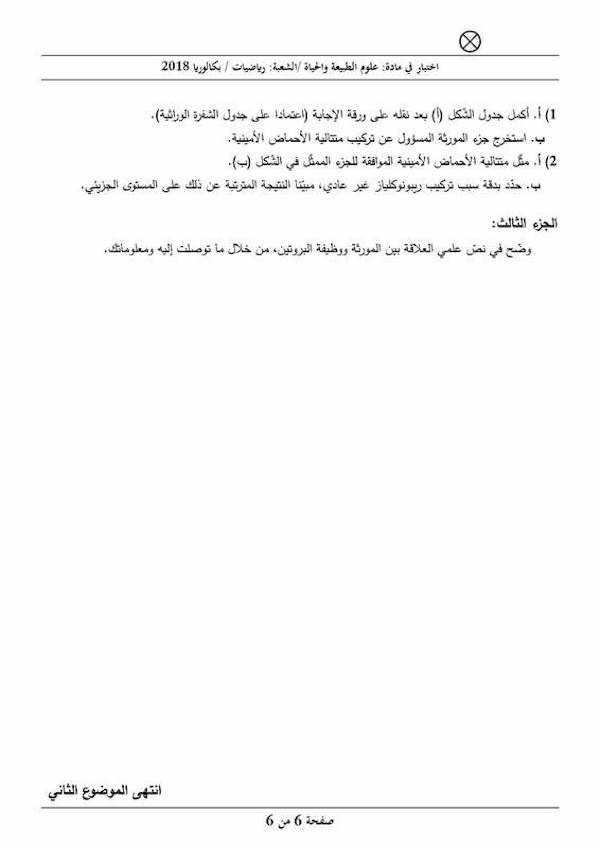 اختبار في مادة: علوم الطبيعة والحياة /الشعبة: رياضيات / بكالوريا 2018
1) أ. أكمل جدول الشّكل (أ) بعد نقله على ورقة الإجابة (اعتمادا على جدول الشفرة الوراثية).
ب. استخرج جزء المورثة المسؤول عن تركيب متتالية الأحماض الأمينية.
2) أ. مثّل متتالية الأحماض الأمينية الموافقة للجزء الممثّل في الشّكل (ب).
ب. حدّد بدقة سبب تركيب ريبونوكلياز غير عادي، مبيّنا النتيجة المترتبة عن ذلك على المستوى الجزيئي.
الجزء الثالث:
وضّح في نصّ علمي العلاقة بين المورثة ووظيفة البروتين، من خلال ما توصلت إليه ومعلوماتك.
انتهى الموضوع الثاني
صفحة 6 من 6